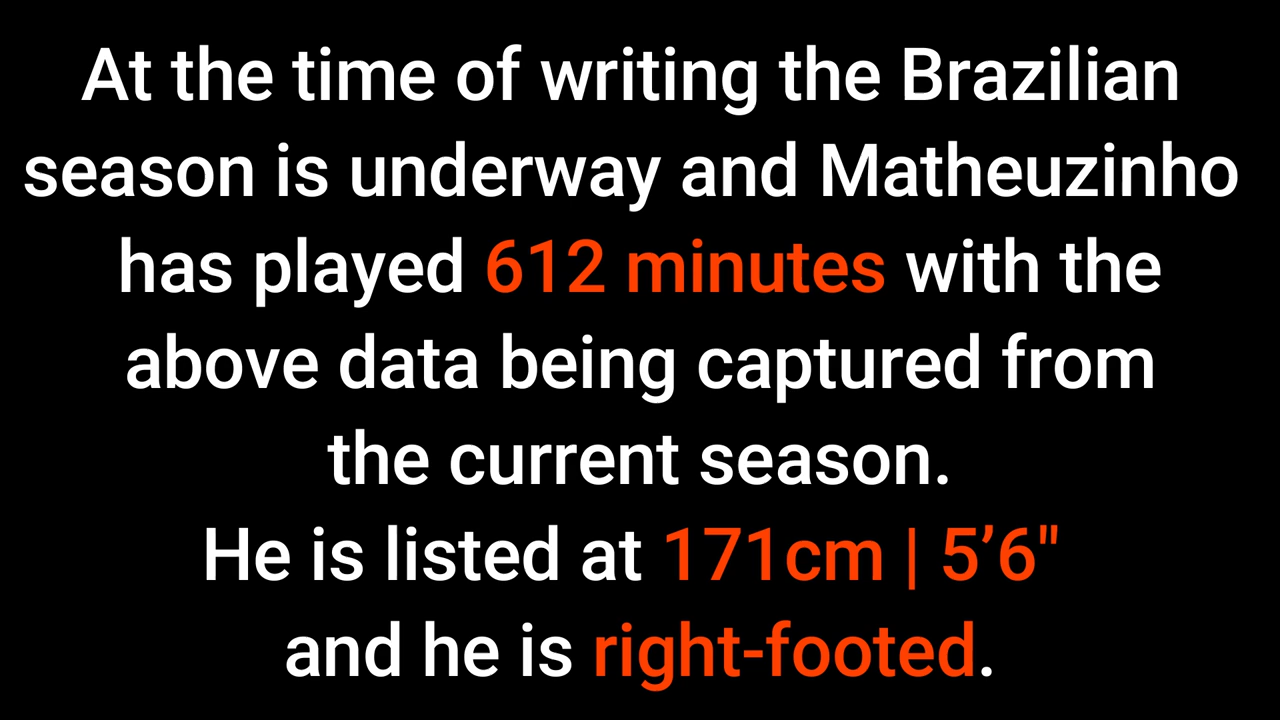 At the time of writing the Brazilian
season is underway and Matheuzinho
has played 612 minutes with the
above data being captured from
the current season.
He is listed at 171cm | 5’6"
and he is right-footed.